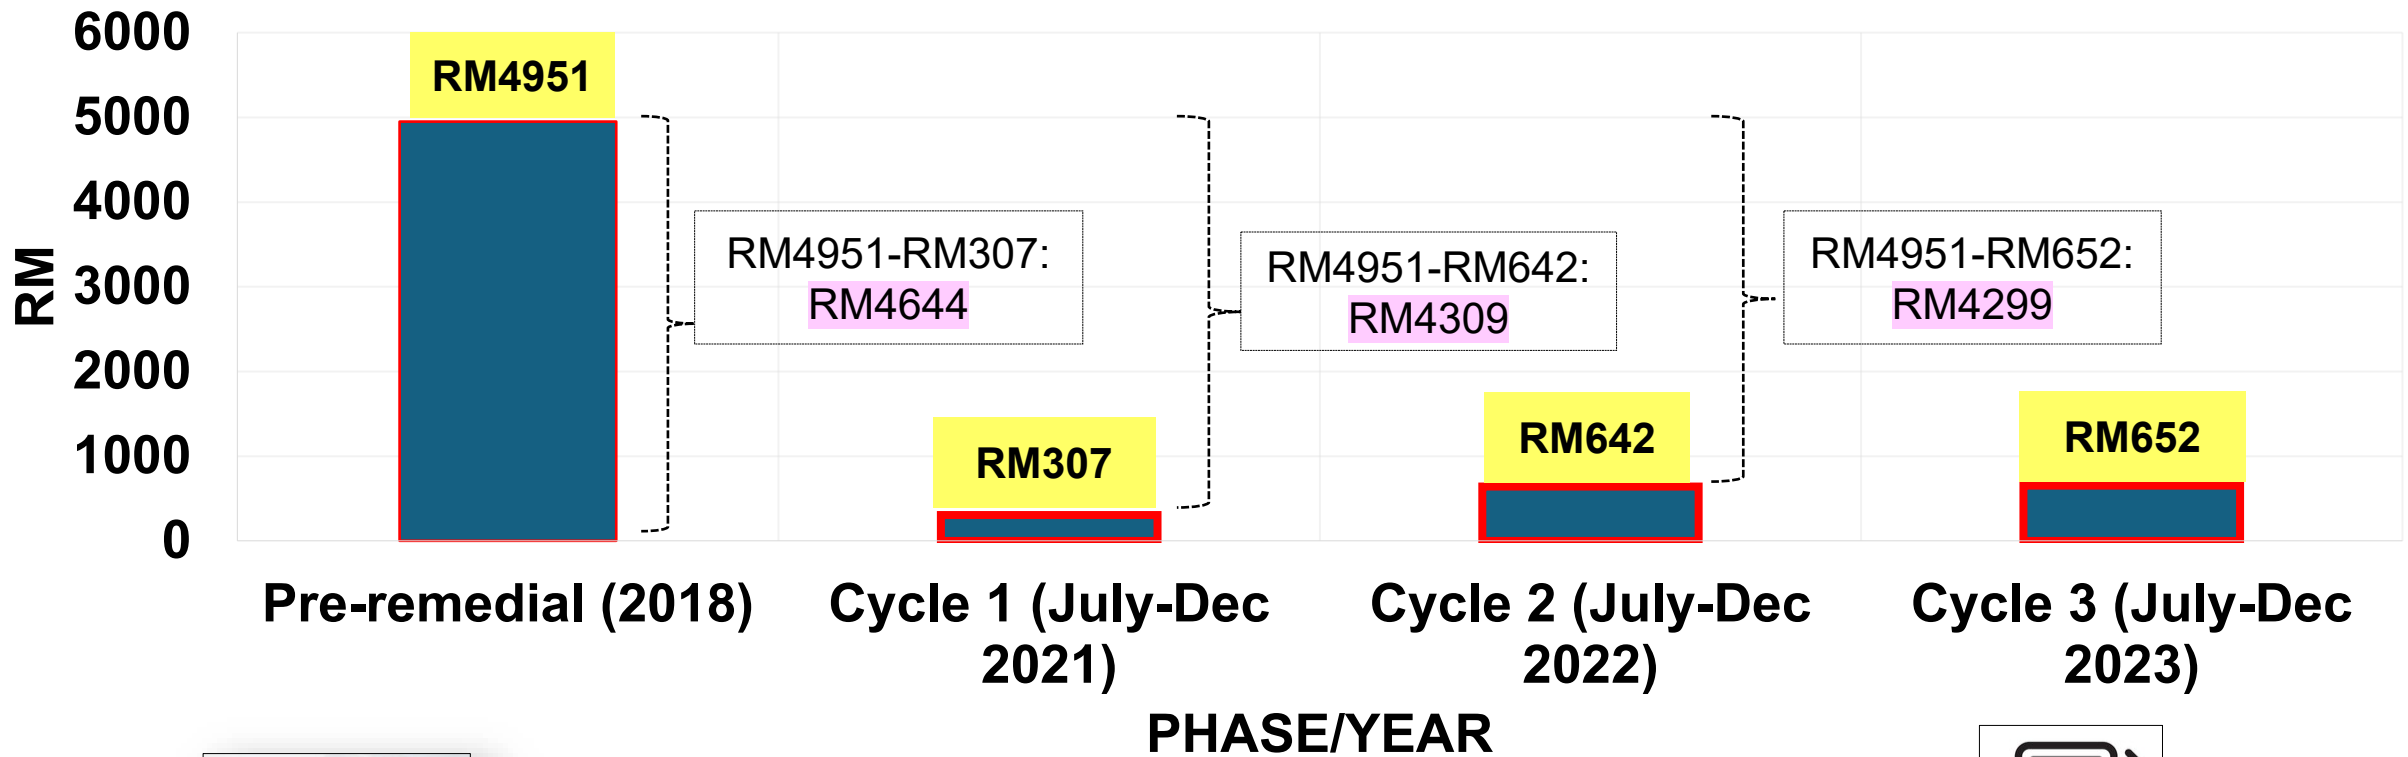 6000
5000
4000
3000
2000
1000
0
RM
RM4951
RM4951-RM307:
RM4644
RM307
RM4951-RM642:
RM4309
RM642
RM4951-RM652:
RM4299
RM652
Pre-remedial (2018)
Cycle 1 (July-Dec
2021)
Cycle 2 (July-Dec
2022)
Cycle 3 (July-Dec
2023)
PHASE/YEAR